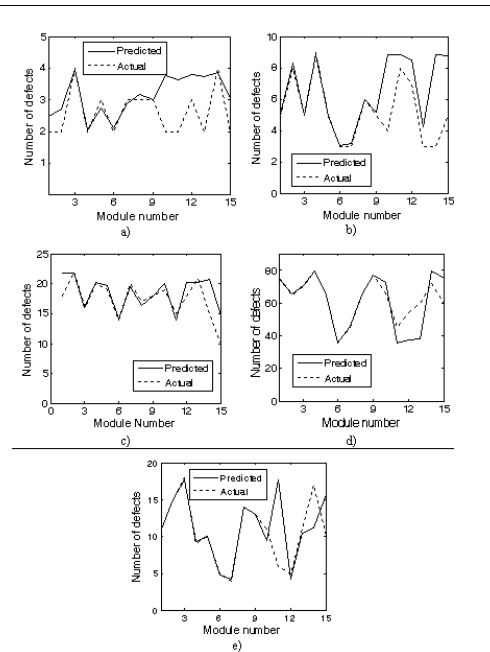 5
4
3
2
1
3 6 9 12 15
Number of defects
Predicted
Actual
Module number
a)
10
8
6
4
2
0
3 6 9 12 15
Number of defects
Predicted
Actual
Module number
b)
25
20
15
10
5
0
0 3 6 9 12 15
Number of defects
Predicted
Actual
Module Number
c)
80
60
40
20
0
3 6 9 12 15
Number of defects
Predicted
Actual
Module number
d)
20
15
10
5
0
3 6 9 12 15
Number of defects
Predicted
Actual
Module number
e)